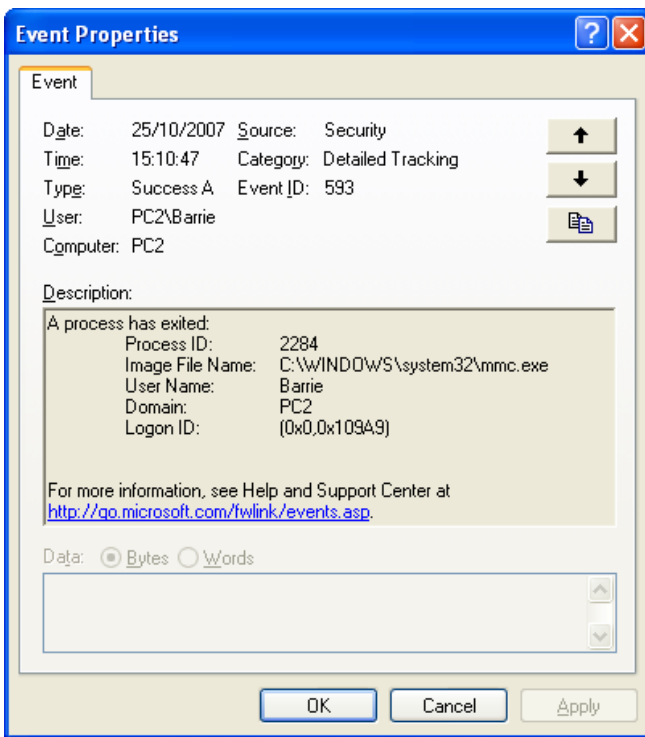 Event Properties
Event
Date: 25/10/2007 Source: Security
Time: 15:10:47 Category: Detailed Tracking
Type: Success A Event ID: 593
User: PC2\Barrie
Computer: PC2
Description:
A process has exited:
Process ID: 2284
Image File Name: C:\WINDOWS\system32\mmc.exe
User Name: Barrie
Domain: PC2
Logon ID: (0x0,0x109A9)
For more information, see Help and Support Center at
http://go.microsoft.com/fwlink/events.asp.
Data: Bytes Words
OK Cancel Apply